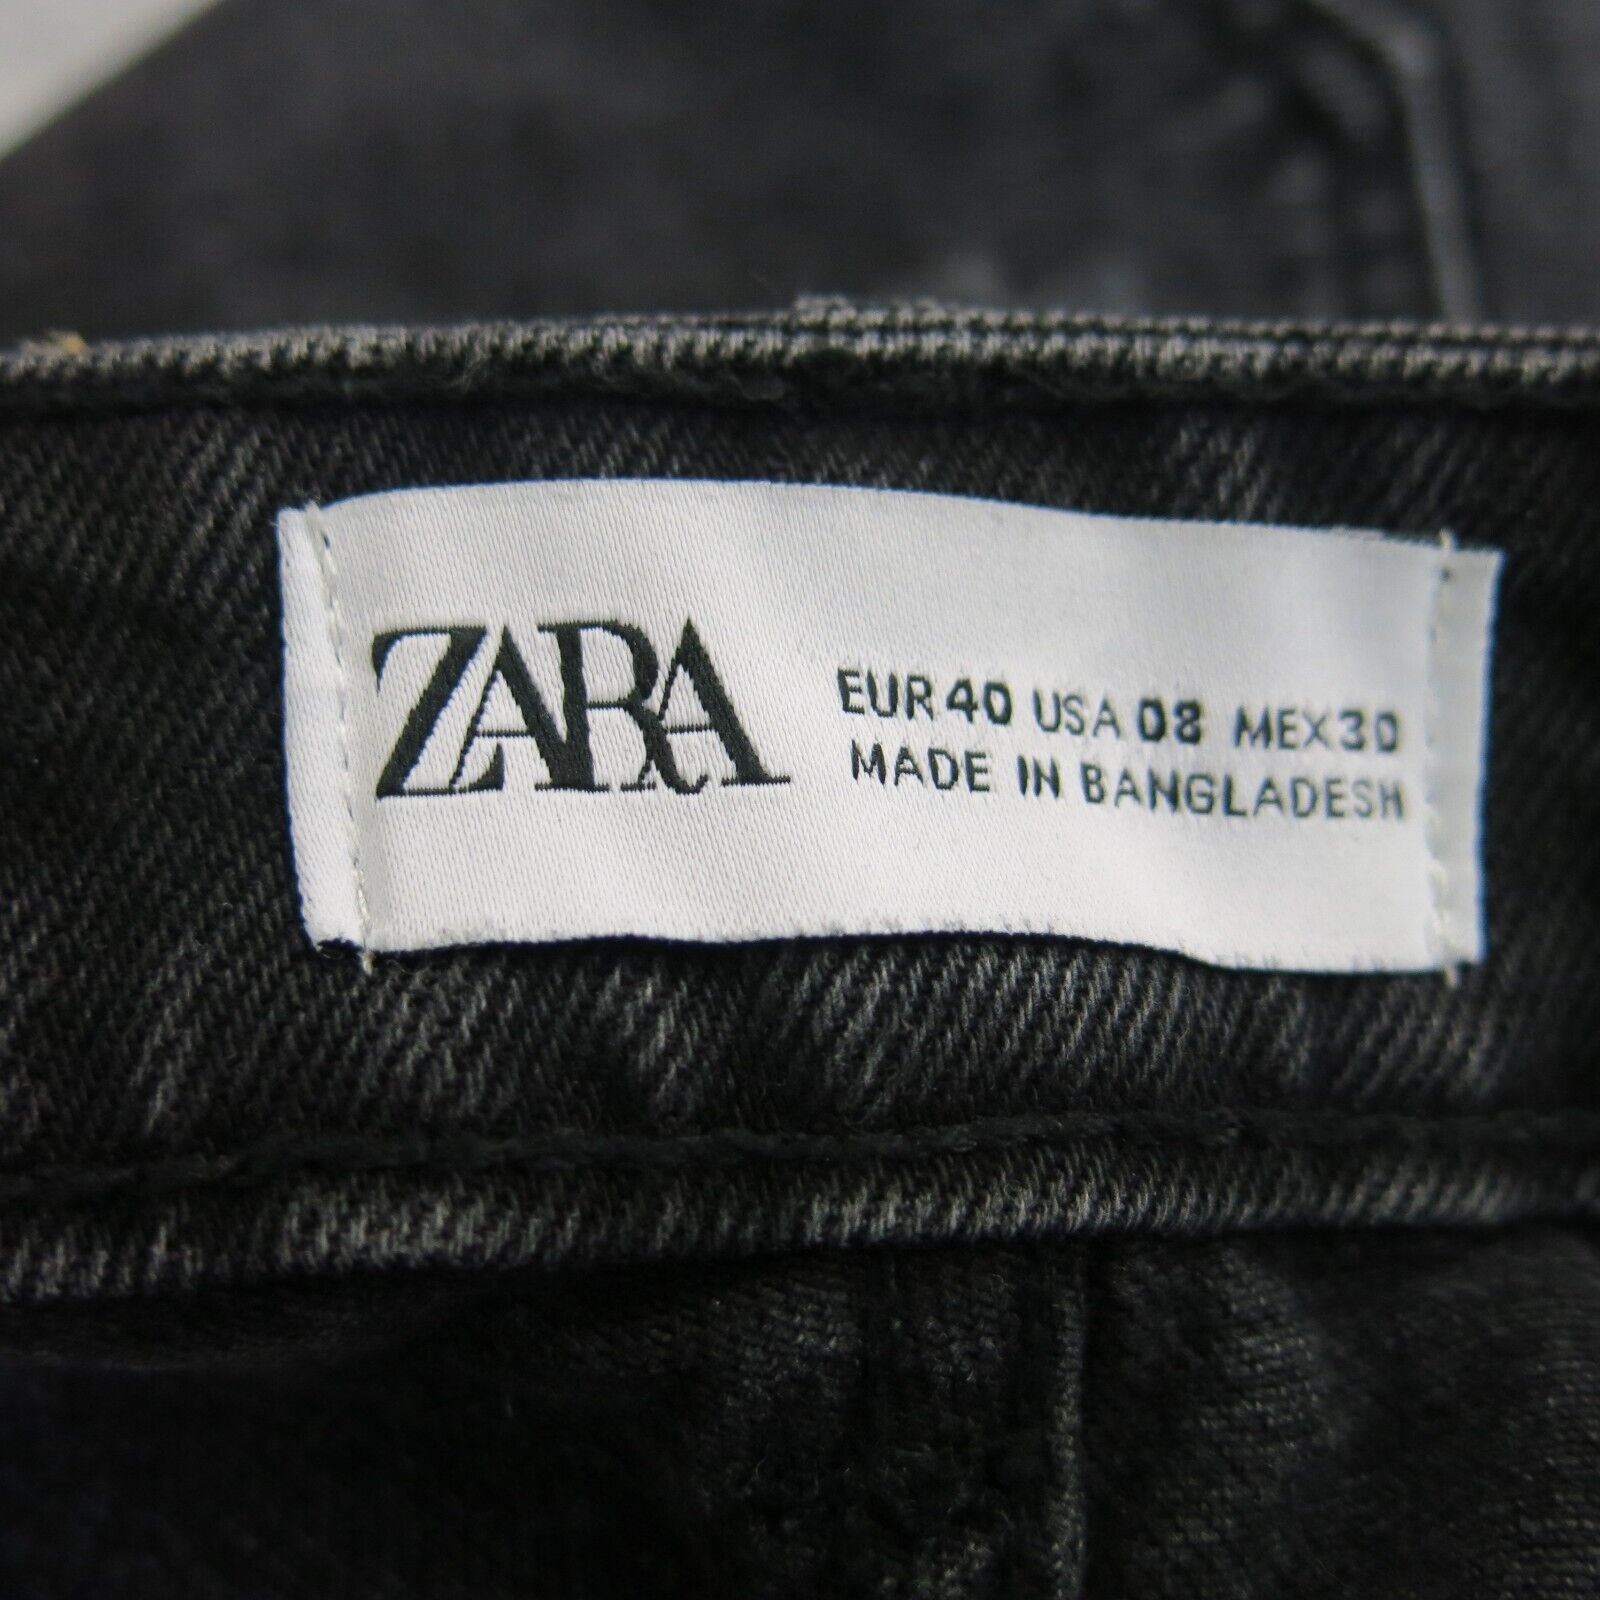 ZARA
EUR 40 USA 08 MEX 30
MADE IN BANGLADESH